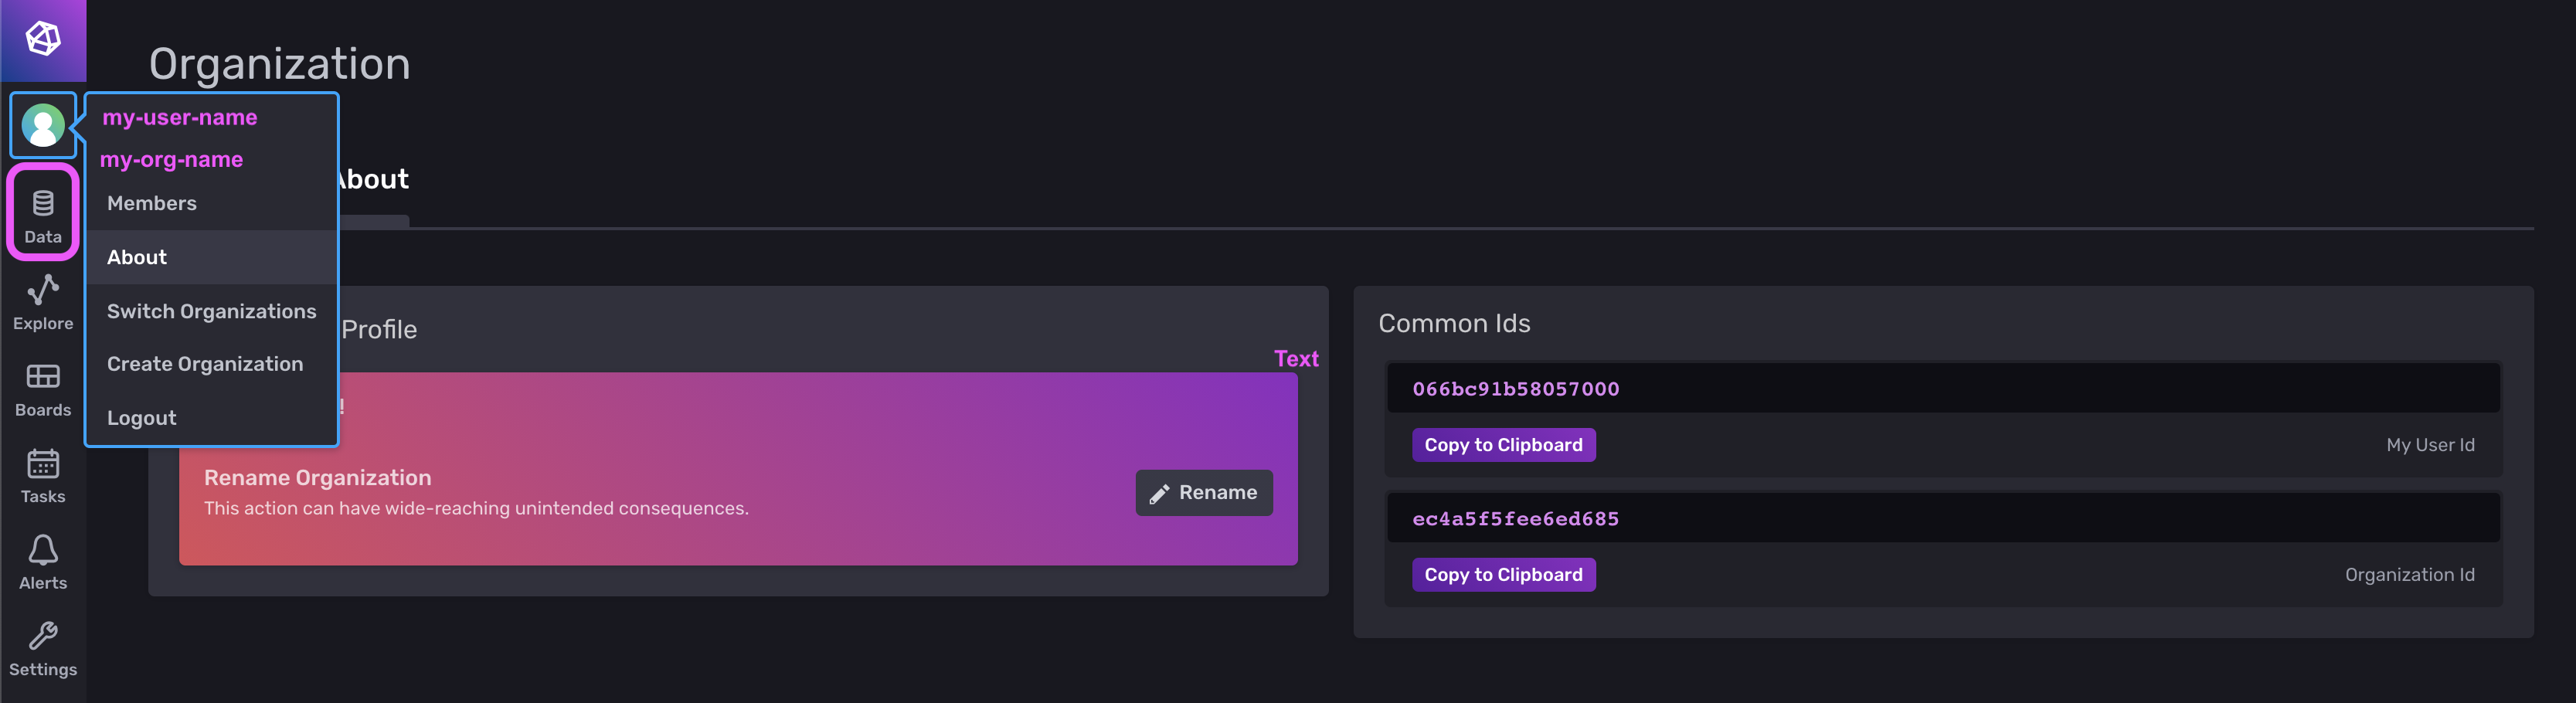 Organization
my-user-name
my-org-name
Members
About
Switch Organizations
Create Organization
Logout
About
Data
Explore
Boards
Tasks
Alerts
Settings
Profile
Text
!
Rename Organization
This action can have wide-reaching unintended consequences.
Rename
Common Ids
066bc91b58057000
Copy to Clipboard
My User Id
ec4a5f5fee6ed685
Copy to Clipboard
Organization Id